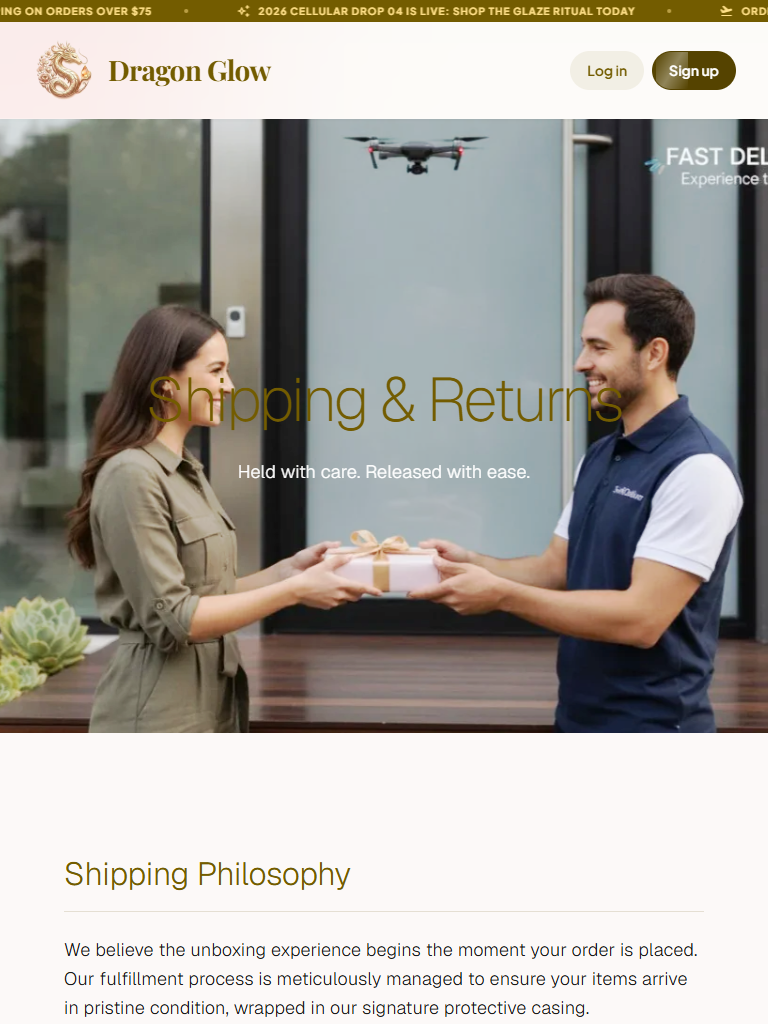 ING ON ORDERS OVER $75 • 2026 CELLULAR DROP 04 IS LIVE: SHOP THE GLAZE RITUAL TODAY •
Dragon Glow
Log in
Sign up
FAST
Experience
Shipping & Returns
Held with care. Released with ease.
Shipping Philosophy
We believe the unboxing experience begins the moment your order is placed.
Our fulfillment process is meticulously managed to ensure your items arrive
in pristine condition, wrapped in our signature protective casing.